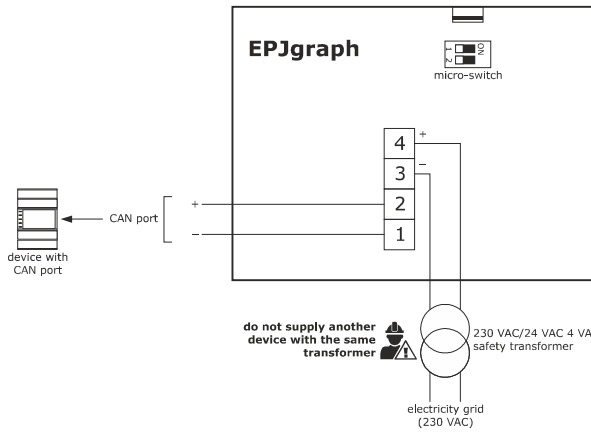 EPJgraph
1
2
ON
micro-switch
4
+
3
−
+
2
CAN port
−
1
device with
CAN port
do not supply another
device with the same
transformer
230 VAC/24 VAC 4 VA
safety transformer
electricity grid
(230 VAC)